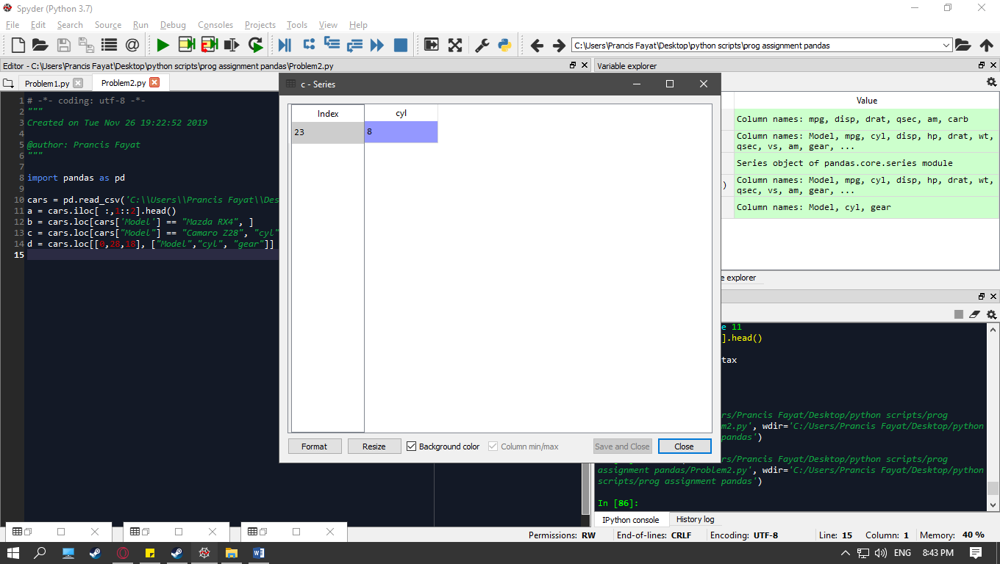 Spyder (Python 3.7)
File Edit Search Source Run Debug Consoles Projects Tools View Help
C:\Users\Prancis Fayat\Desktop\python scripts\prog assignment pandas
Editor - C:\Users\Prancis Fayat\Desktop\python scripts\prog assignment pandas\Problem2.py
Variable explorer
Problem1.py Problem2.py
1 # -*- coding: utf-8 -*-
2 """
3 Created on Tue Nov 26 19:22:52 2019
4
5 @author: Prancis Fayat
6 """
7
8 import pandas as pd
9
10 cars = pd.read_csv('C:\\Users\\Prancis Fayat\\Des
11 a = cars.iloc[ :,1::2].head()
12 b = cars.loc[cars['Model'] == "Mazda RX4", ]
13 c = cars.loc[cars["Model"] == "Camaro Z28", "cyl"
14 d = cars.loc[[0,28,18], ["Model","cyl", "gear"]]
15
c - Series
Index cyl
23 8
Format Resize Background color Column min/max Save and Close Close
Value
Column names: mpg, disp, drat, qsec, am, carb
Column names: Model, mpg, cyl, disp, hp, drat, wt,
qsec, vs, am, gear, ...
Series object of pandas.core.series module
)
Column names: Model, mpg, cyl, disp, hp, drat, wt,
qsec, vs, am, gear, ...
Column names: Model, cyl, gear
e explorer
e 11
].head()
tax
rs/Prancis Fayat/Desktop/python scripts/prog
m2.py', wdir='C:/Users/Prancis Fayat/Desktop/python
pandas')
rs/Prancis Fayat/Desktop/python scripts/prog
assignment pandas/Problem2.py', wdir='C:/Users/Prancis Fayat/Desktop/python
scripts/prog assignment pandas')
In [86]:
IPython console History log
Permissions: RW End-of-lines: CRLF Encoding: UTF-8 Line: 15 Column: 1 Memory: 40 %
ENG 8:43 PM